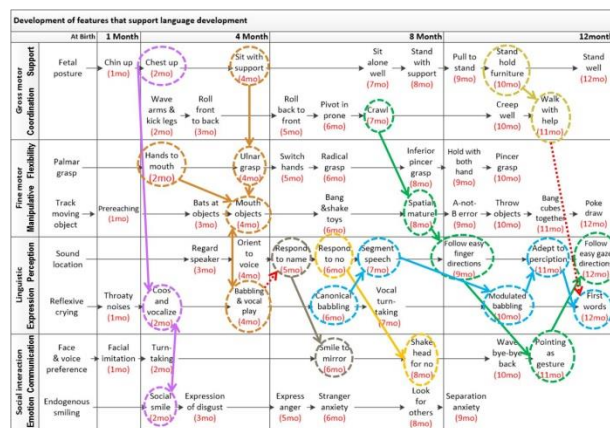 Development of features that support language development
At Birth 1 Month 4 Month 8 Month 12month
Gross motor
Support
Fetal posture
Chin up (1mo)
Chest up (2mo)
Sit with support (4mo)
Sit alone well (7mo)
Stand with support (8mo)
Pull to stand (9mo)
Stand hold furniture (10mo)
Stand well (12mo)
Coordination
Wave arms & kick legs (2mo)
Roll front to back (3mo)
Roll back to front (5mo)
Pivot in prone (6mo)
Crawl (7mo)
Creep well (10mo)
Walk with help (11mo)
Fine motor
Flexibility
Palmar grasp
Hands to mouth (2mo)
Ulnar grasp (4mo)
Switch hands (5mo)
Radical grasp (6mo)
Inferior pincer grasp (8mo)
Hold with both hand (9mo)
Pincer grasp (10mo)
Manipulative
Track moving object
Prereaching (1mo)
Bats at objects (3mo)
Mouth objects (4mo)
Bang &shake toys (6mo)
Spatial mature (8mo)
A-not-B error (9mo)
Throw objects (10mo)
Bang cubes together (11mo)
Poke draw (12mo)
Linguistic
Perception
Sound location
Regard speaker (3mo)
Orient to voice (4mo)
Respond to name (5mo)
Respond to no (6mo)
Segment speech (7mo)
Follow easy finger directions (9mo)
Adept to perciption (11mo)
Follow easy gaze direction (12mo)
Expression
Reflexive crying
Throaty noises (1mo)
Coos and vocalize (2mo)
Babbling & vocal play (4mo)
Canonical babbling (6mo)
Vocal turn-taking (7mo)
Modulated babbling (10mo)
First words (12mo)
Social interaction
Communication
Face & voice preference
Facial imitation (1mo)
Turn-taking (2mo)
Smile to mirror (6mo)
Shake head for no (8mo)
Wave bye-bye back (10mo)
Pointing as gesture (11mo)
Emotion
Endogenous smiling
Social smile (2mo)
Expression of disgust (3mo)
Express anger (5mo)
Stranger anxiety (6mo)
Look for others (8mo)
Separation anxiety (9mo)